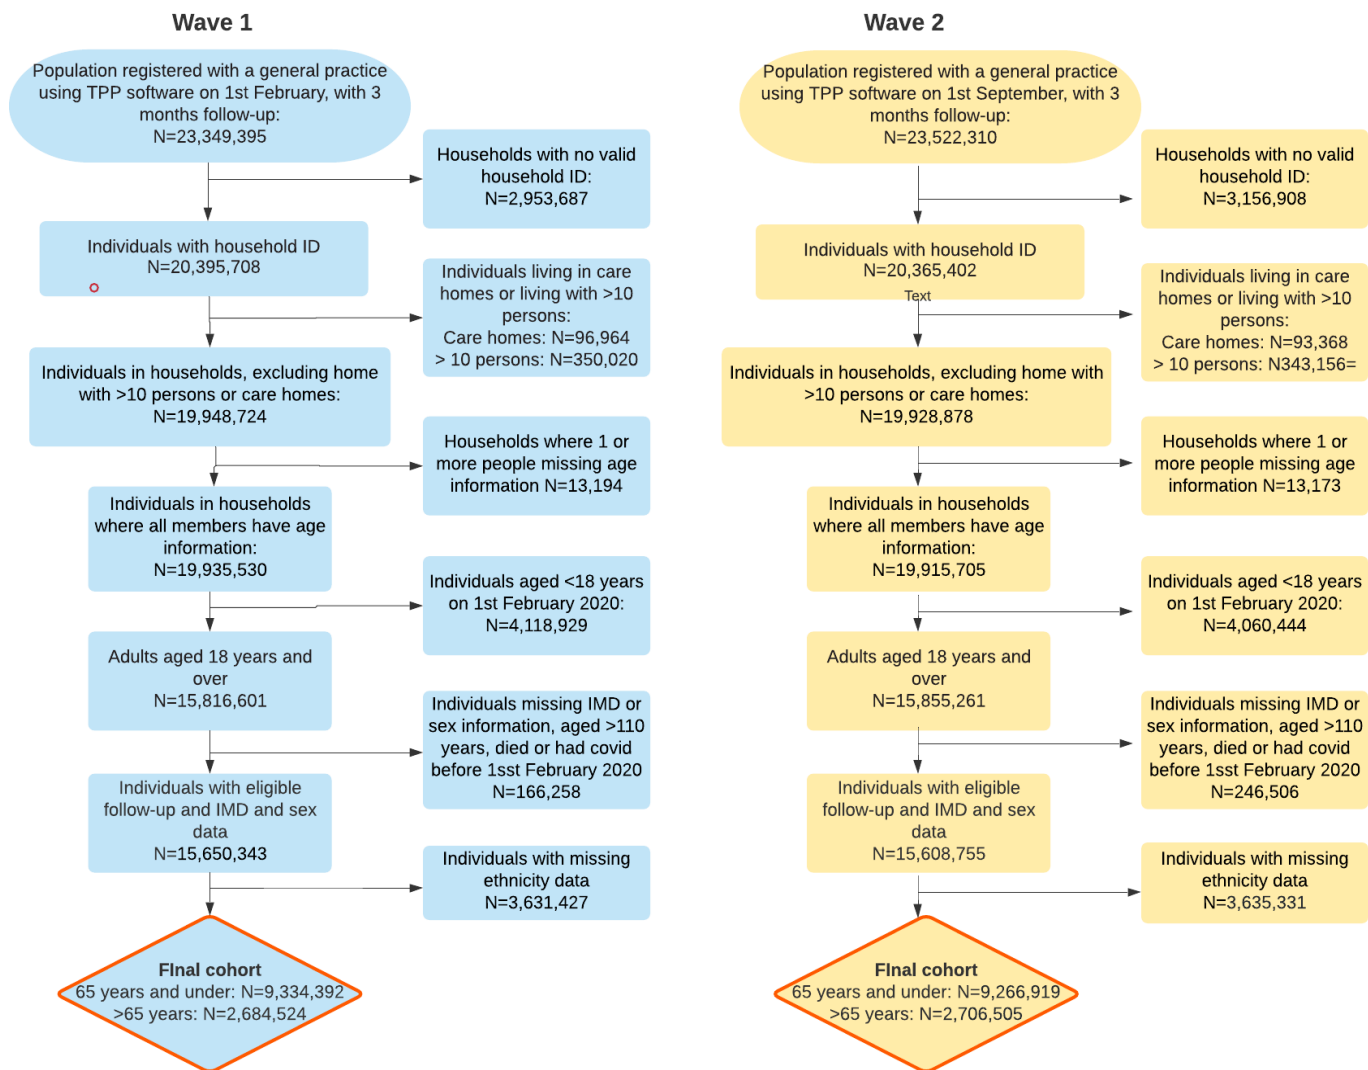 Wave 1
Population registered with a general practice
using TPP software on 1st February, with 3
months follow-up:
N=23,349,395
Households with no valid
household ID:
N=2,953,687
Individuals with household ID
N=20,395,708
Individuals living in care
homes or living with >10
persons:
Care homes: N=96,964
> 10 persons: N=350,020
Individuals in households, excluding home
with >10 persons or care homes:
N=19,948,724
Households where 1 or
more people missing age
information N=13,194
Individuals in households
where all members have age
information:
N=19,935,530
Individuals aged <18 years
on 1st February 2020:
N=4,118,929
Adults aged 18 years and
over
N=15,816,601
Individuals missing IMD or
sex information, aged >110
years, died or had covid
before 1sst February 2020
N=166,258
Individuals with eligible
follow-up and IMD and sex
data
N=15,650,343
Individuals with missing
ethnicity data
N=3,631,427
FInal cohort
65 years and under: N=9,334,392
>65 years: N=2,684,524
Wave 2
Population registered with a general practice
using TPP software on 1st September, with 3
months follow-up:
N=23,522,310
Households with no valid
household ID:
N=3,156,908
Individuals with household ID
N=20,365,402
Text
Individuals living in care
homes or living with >10
persons:
Care homes: N=93,368
> 10 persons: N343,156=
Individuals in households, excluding home with
>10 persons or care homes:
N=19,928,878
Households where 1 or
more people missing age
information N=13,173
Individuals in households
where all members have age
information:
N=19,915,705
Individuals aged <18 years
on 1st February 2020:
N=4,060,444
Adults aged 18 years and
over
N=15,855,261
Individuals missing IMD or
sex information, aged >110
years, died or had covid
before 1sst February 2020
N=246,506
Individuals with eligible
follow-up and IMD and sex
data
N=15,608,755
Individuals with missing
ethnicity data
N=3,635,331
FInal cohort
65 years and under: N=9,266,919
>65 years: N=2,706,505